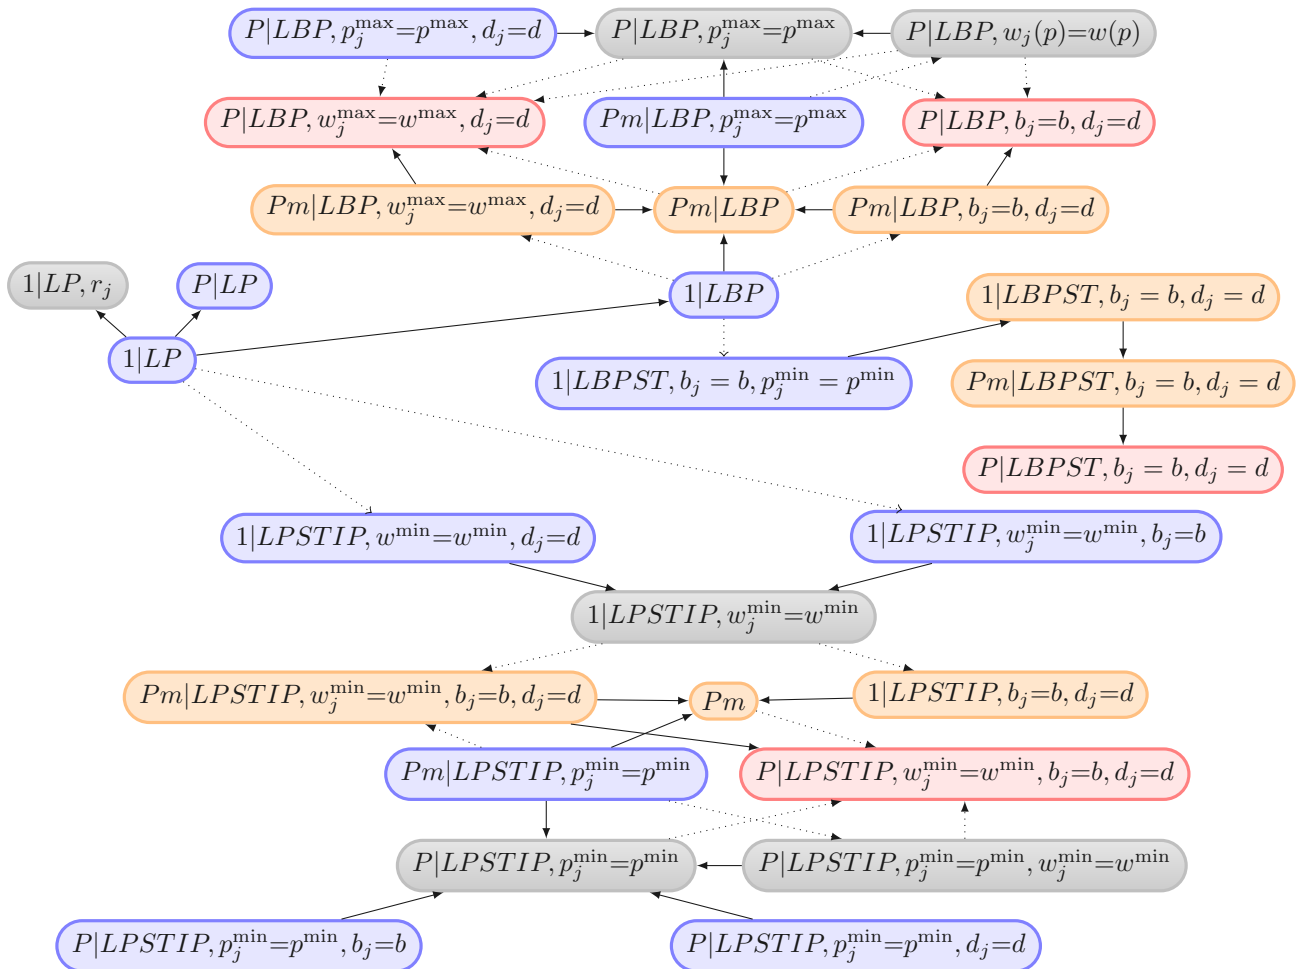 P|LBP, p_j^max=p^max, d_j=d
P|LBP, p_j^max=p^max
P|LBP, w_j(p)=w(p)
P|LBP, w_j^max=w^max, d_j=d
Pm|LBP, p_j^max=p^max
P|LBP, b_j=b, d_j=d
Pm|LBP, w_j^max=w^max, d_j=d
Pm|LBP
Pm|LBP, b_j=b, d_j=d
1|LP, r_j
P|LP
1|LBP
1|LBPST, b_j = b, d_j = d
1|LP
1|LBPST, b_j = b, p_j^min = p^min
Pm|LBPST, b_j = b, d_j = d
P|LBPST, b_j = b, d_j = d
1|LPSTIP, w^min=w^min, d_j=d
1|LPSTIP, w_j^min=w^min, b_j=b
1|LPSTIP, w_j^min=w^min
Pm|LPSTIP, w_j^min=w^min, b_j=b, d_j=d
Pm
1|LPSTIP, b_j=b, d_j=d
Pm|LPSTIP, p_j^min=p^min
P|LPSTIP, w_j^min=w^min, b_j=b, d_j=d
P|LPSTIP, p_j^min=p^min
P|LPSTIP, p_j^min=p^min, w_j^min=w^min
P|LPSTIP, p_j^min=p^min, b_j=b
P|LPSTIP, p_j^min=p^min, d_j=d